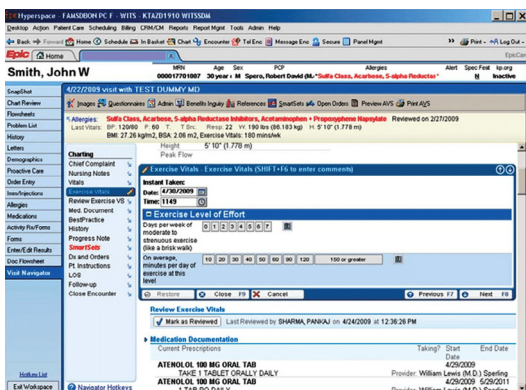 Hyperspace - FAMSDBON PC F - WITS - KTAZD1910 WITSSDM
Desktop Action Patient Care Scheduling Billing CRM/CM Reports Report Mgmt Tools Admin Help
Back Forward Home Schedule In Basket Chart Encounter Tel Enc Message Enc Secure Panel Mgmt Print Log Out
Epic Home EpicCare
MRN Age Sex PCP Allergies Alert Spec Feat kp.org
Smith, John W 000017701007 30 year M Spero, Robert David (M. *Sulfa Class, Acarbose, 5-alpha Reductas* N Inactive
SnapShot
Chart Review
Flowsheets
Problem List
History
Letters
Demographics
Proactive Care
Order Entry
Imm/Injections
Allergies
Medications
Activity Rx/Forms
Forms
Enter/Edit Results
Doc Flowsheet
Visit Navigator
Hotkey List
Exit Workspace
4/22/2009 visit with TEST DUMMY MD
Images Questionnaires Admin Benefits Inquiry References SmartSets Open Orders Preview AVS Print AVS
Allergies: Sulfa Class, Acarbose, 5-alpha Reductase Inhibitors, Acetaminophen + Propoxyphene Napsylate Reviewed on 2/27/2009
Last Vitals: BP: 120/80 P: 60 T: T Src: Resp: 22 Wt: 190 lbs (86.183 kg) Ht: 5'10" (1.778 m)
BMI: 27.26 kg/m2, BSA: 2.06 m2, Exercise Vitals: 180 mins/wk
Charting
Chief Complaint
Nursing Notes
Vitals
Exercise Vitals
Review Exercise VS
Med. Document
BestPractice
History
Progress Note
SmartSets
Dx and Orders
Pt. Instructions
LOS
Follow-up
Close Encounter
Navigator Hotkeys
Height 5' 10" (1.778 m)
Peak Flow
Exercise Vitals - Exercise Vitals (SHIFT+F6 to enter comments)
Instant Taken:
Date: 4/30/2009
Time: 1149
Exercise Level of Effort
Days per week of moderate to strenuous exercise (like a brisk walk) 0 1 2 3 4 5 6 7
On average, minutes per day of exercise at this level 10 20 30 40 50 60 90 120 150 or greater
Restore Close F9 Cancel Previous F7 Next F8
Review Exercise Vitals
Mark as Reviewed Last Reviewed by SHARMA, PANKAJ on 4/24/2009 at 12:36:26 PM
Medication Documentation
Current Prescriptions Taking? Start Date End Date
ATENOLOL 100 MG ORAL TAB 4/29/2009
TAKE 1 TABLET ORALLY DAILY Provider: William Lewis (M.D.) Sperling
ATENOLOL 100 MG ORAL TAB 4/29/2009 5/29/2011